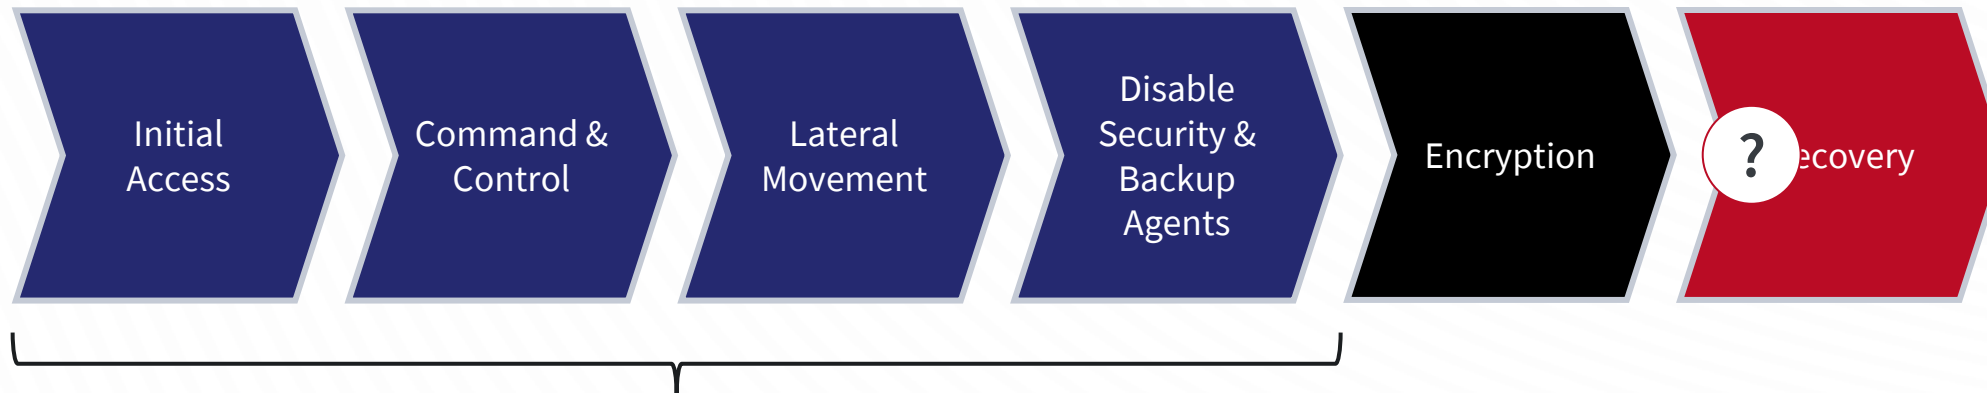 Initial
Access
Command &
Control
Lateral
Movement
Disable
Security &
Backup
Agents
Encryption
?
ecovery